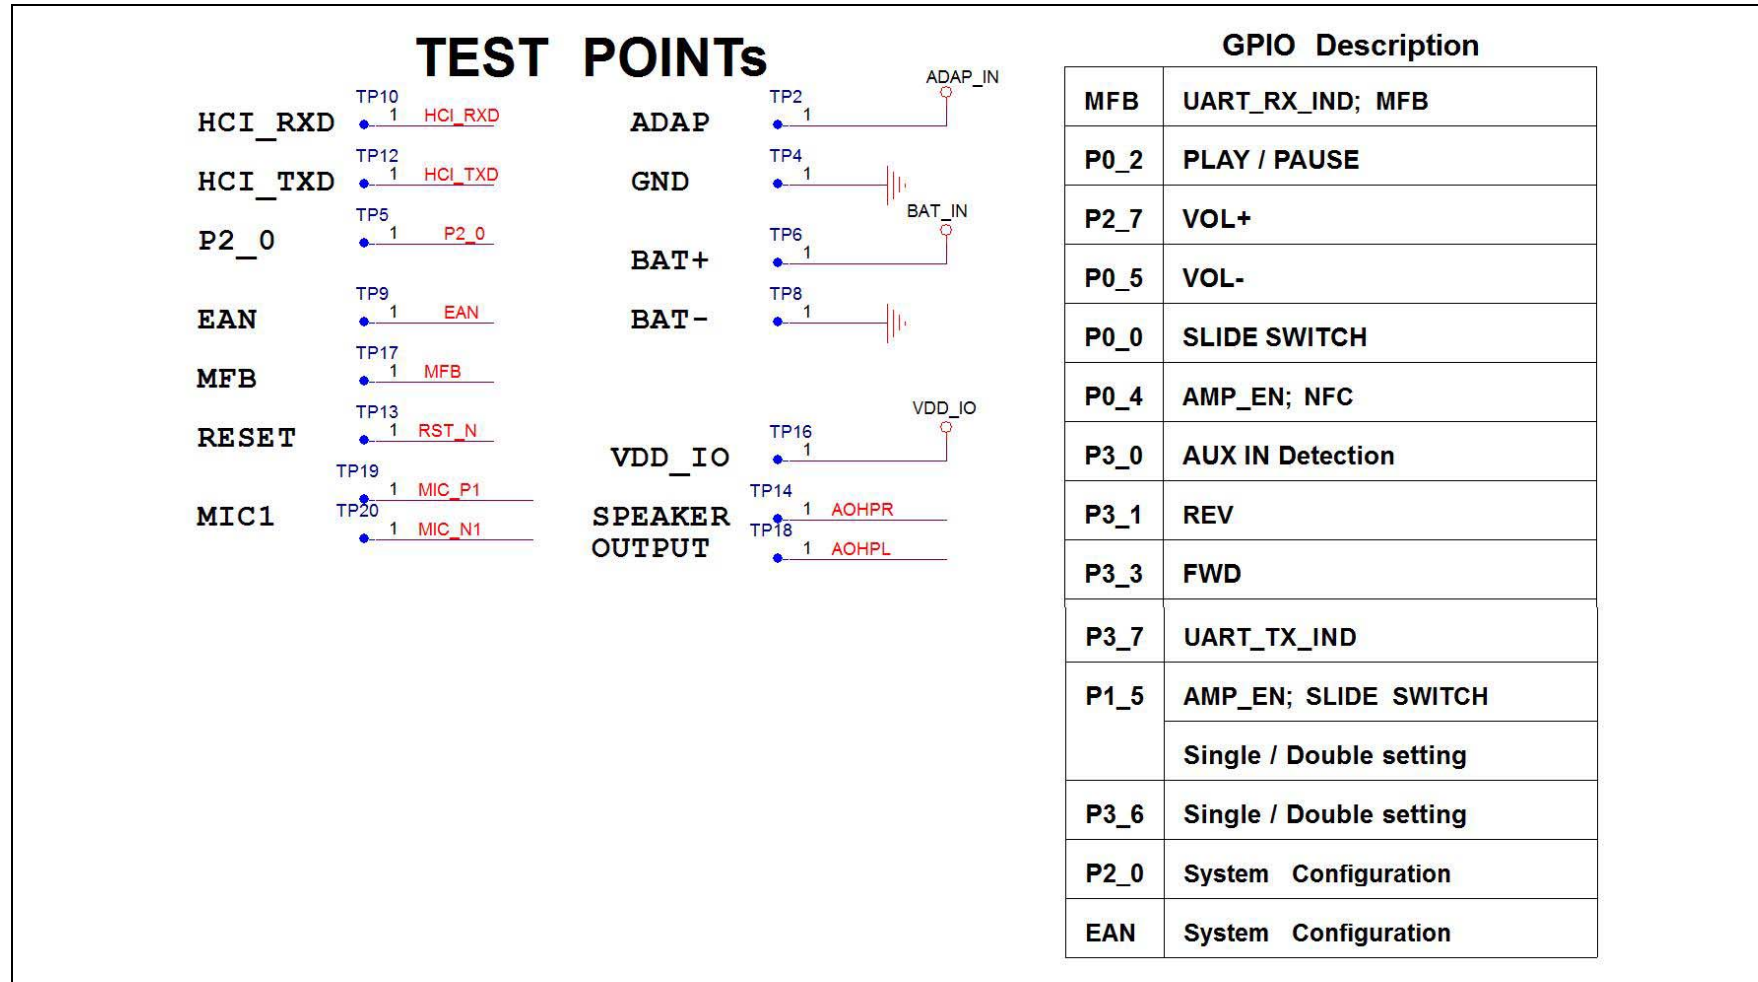 TEST POINTs
TP10
HCI_RXD 1 HCI_RXD
TP12
HCI_TXD 1 HCI_TXD
TP5
P2_0 1 P2_0
TP9
EAN 1 EAN
TP17
MFB 1 MFB
TP13
RESET 1 RST_N
TP19
1 MIC_P1
MIC1
TP20
1 MIC_N1
ADAP_IN
TP2
ADAP 1
TP4
GND 1
BAT_IN
TP6
BAT+ 1
TP8
BAT- 1
VDD_IO
TP16
VDD_IO 1
TP14
SPEAKER 1 AOHPR
TP18
OUTPUT 1 AOHPL
GPIO Description
MFB UART_RX_IND; MFB
P0_2 PLAY / PAUSE
P2_7 VOL+
P0_5 VOL-
P0_0 SLIDE SWITCH
P0_4 AMP_EN; NFC
P3_0 AUX IN Detection
P3_1 REV
P3_3 FWD
P3_7 UART_TX_IND
P1_5 AMP_EN; SLIDE SWITCH
Single / Double setting
P3_6 Single / Double setting
P2_0 System Configuration
EAN System Configuration